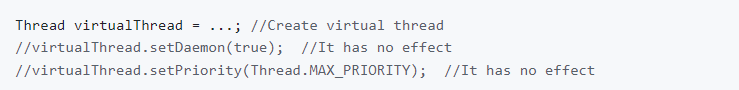 Thread virtualThread = ...; //Create virtual thread
//virtualThread.setDaemon(true);  //It has no effect
//virtualThread.setPriority(Thread.MAX_PRIORITY);  //It has no effect